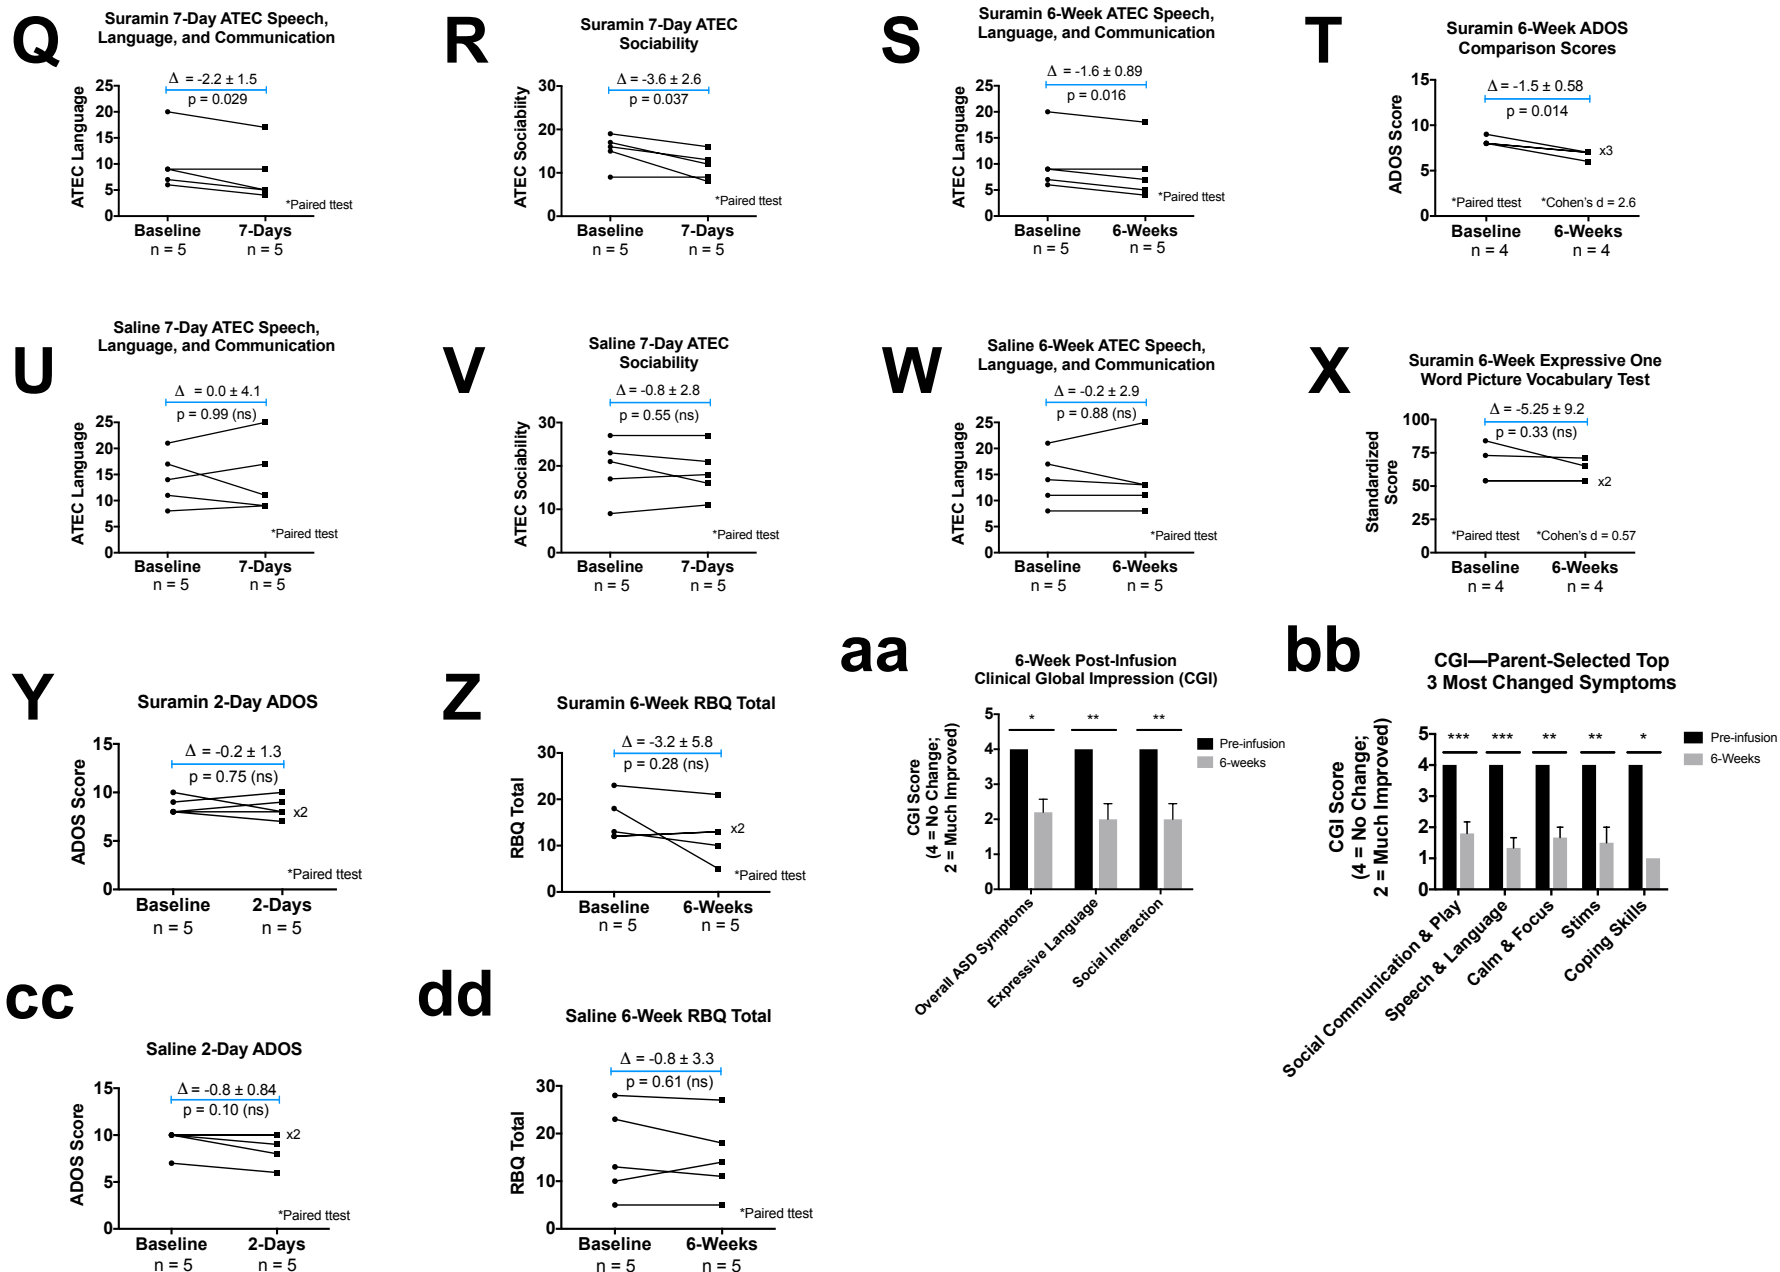 Q
Suramin 7-Day ATEC Speech,
Language, and Communication
Δ = -2.2 ± 1.5
p = 0.029
ATEC Language
25
20
15
10
5
0
*Paired ttest
Baseline
n = 5
7-Days
n = 5
R
Suramin 7-Day ATEC
Sociability
Δ = -3.6 ± 2.6
p = 0.037
ATEC Sociability
30
20
10
0
*Paired ttest
Baseline
n = 5
7-Days
n = 5
S
Suramin 6-Week ATEC Speech,
Language, and Communication
Δ = -1.6 ± 0.89
p = 0.016
ATEC Language
25
20
15
10
5
0
*Paired ttest
Baseline
n = 5
6-Weeks
n = 5
T
Suramin 6-Week ADOS
Comparison Scores
Δ = -1.5 ± 0.58
p = 0.014
ADOS Score
15
10
5
0
x3
*Paired ttest
*Cohen's d = 2.6
Baseline
n = 4
6-Weeks
n = 4
U
Saline 7-Day ATEC Speech,
Language, and Communication
Δ = 0.0 ± 4.1
p = 0.99 (ns)
ATEC Language
25
20
15
10
5
0
*Paired ttest
Baseline
n = 5
7-Days
n = 5
V
Saline 7-Day ATEC
Sociability
Δ = -0.8 ± 2.8
p = 0.55 (ns)
ATEC Sociability
30
20
10
0
*Paired ttest
Baseline
n = 5
7-Days
n = 5
W
Saline 6-Week ATEC Speech,
Language, and Communication
Δ = -0.2 ± 2.9
p = 0.88 (ns)
ATEC Language
25
20
15
10
5
0
*Paired ttest
Baseline
n = 5
6-Weeks
n = 5
X
Suramin 6-Week Expressive One
Word Picture Vocabulary Test
Δ = -5.25 ± 9.2
p = 0.33 (ns)
Standardized
Score
100
75
50
25
0
x2
*Paired ttest
*Cohen's d = 0.57
Baseline
n = 4
6-Weeks
n = 4
Y
Suramin 2-Day ADOS
Δ = -0.2 ± 1.3
p = 0.75 (ns)
ADOS Score
15
10
5
0
x2
*Paired ttest
Baseline
n = 5
2-Days
n = 5
Z
Suramin 6-Week RBQ Total
Δ = -3.2 ± 5.8
p = 0.28 (ns)
RBQ Total
30
20
10
0
x2
*Paired ttest
Baseline
n = 5
6-Weeks
n = 5
aa
6-Week Post-Infusion
Clinical Global Impression (CGI)
CGI Score
(4 = No Change;
2 = Much Improved)
5
4
3
2
1
0
*
**
**
Pre-infusion
6-weeks
Overall ASD Symptoms
Expressive Language
Social Interaction
bb
CGI—Parent-Selected Top
3 Most Changed Symptoms
CGI Score
(4 = No Change;
2 = Much Improved)
5
4
3
2
1
0
***
***
**
**
*
Pre-infusion
6-Weeks
Social Communication & Play
Speech & Language
Calm & Focus
Stims
Coping Skills
cc
Saline 2-Day ADOS
Δ = -0.8 ± 0.84
p = 0.10 (ns)
ADOS Score
15
10
5
0
x2
*Paired ttest
Baseline
n = 5
2-Days
n = 5
dd
Saline 6-Week RBQ Total
Δ = -0.8 ± 3.3
p = 0.61 (ns)
RBQ Total
30
20
10
0
*Paired ttest
Baseline
n = 5
6-Weeks
n = 5